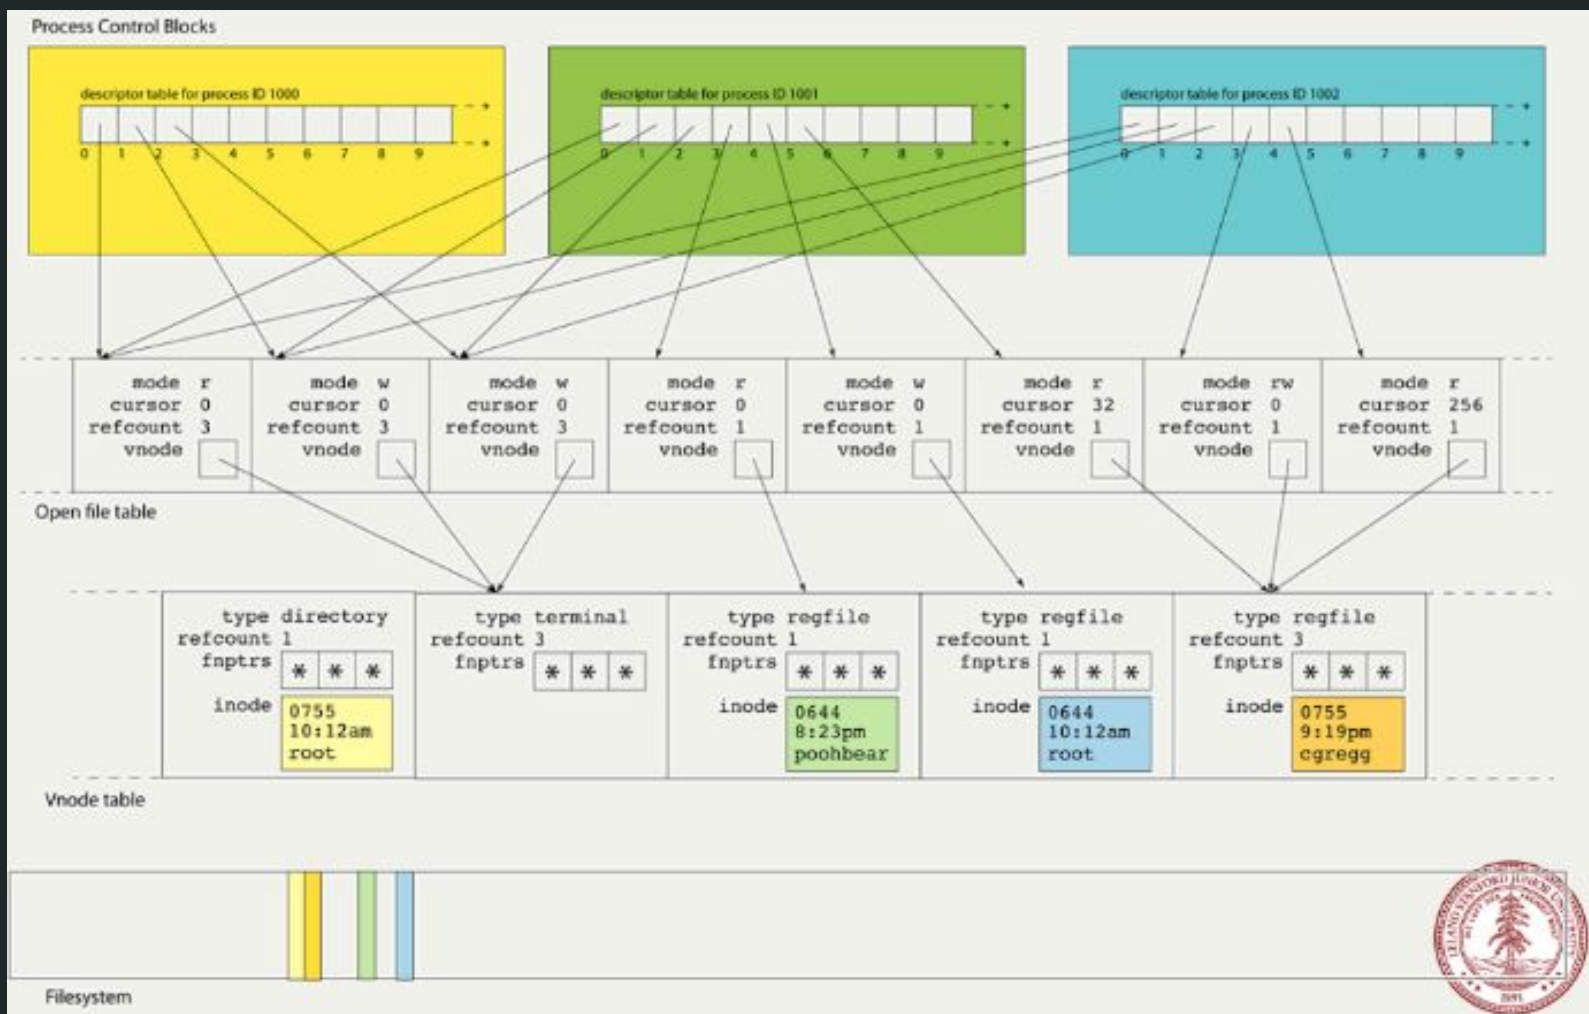 Process Control Blocks
descriptor table for process ID 1000
0 1 2 3 4 5 6 7 8 9
descriptor table for process ID 1001
0 1 2 3 4 5 6 7 8 9
descriptor table for process ID 1002
0 1 2 3 4 5 6 7 8 9
mode r
cursor 0
refcount 3
vnode
mode w
cursor 0
refcount 3
vnode
mode w
cursor 0
refcount 3
vnode
mode r
cursor 0
refcount 1
vnode
mode w
cursor 0
refcount 1
vnode
mode r
cursor 32
refcount 1
vnode
mode rw
cursor 0
refcount 1
vnode
mode r
cursor 256
refcount 1
vnode
Open file table
type directory
refcount 1
fnptrs * * *
inode 0755
10:12am
root
type terminal
refcount 3
fnptrs * * *
type regfile
refcount 1
fnptrs * * *
inode 0644
8:23pm
poohbear
type regfile
refcount 1
fnptrs * * *
inode 0644
10:12am
root
type regfile
refcount 3
fnptrs * * *
inode 0755
9:19pm
cgregg
Vnode table
Filesystem
LELAND STANFORD JUNIOR UNIVERSITY
1891